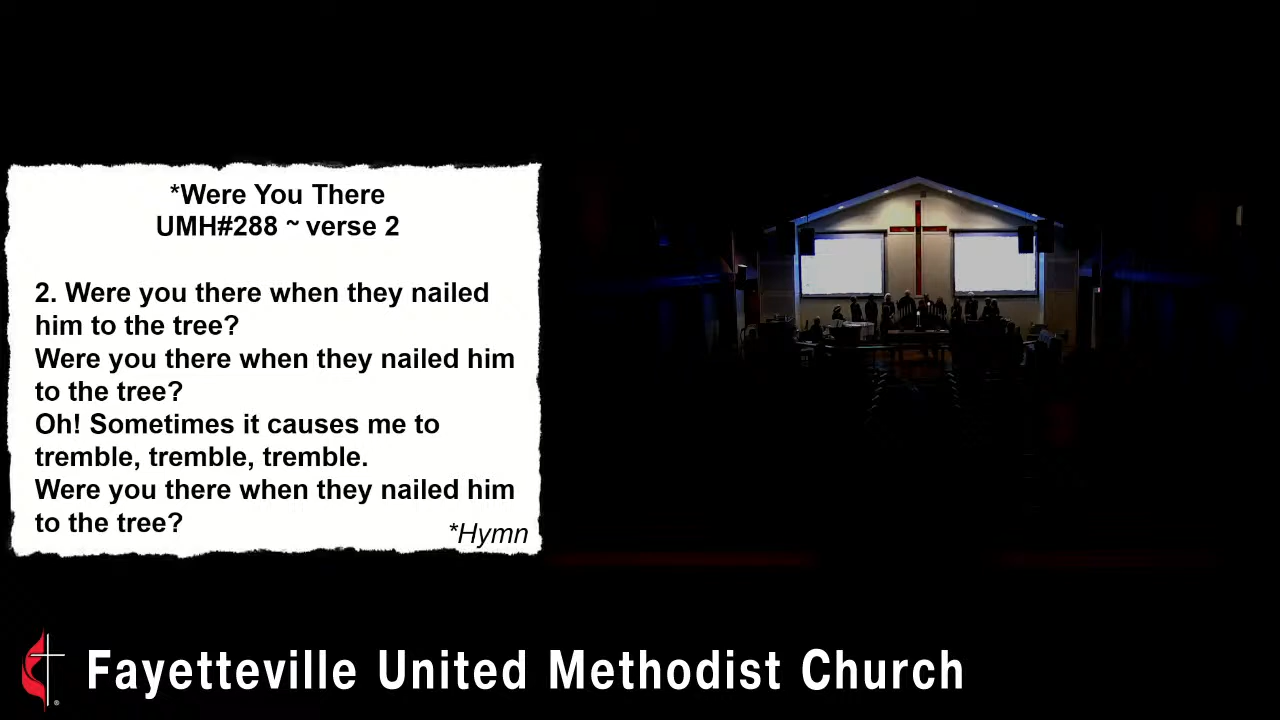 *Were You There
UMH#288 ~ verse 2
2. Were you there when they nailed
him to the tree?
Were you there when they nailed him
to the tree?
Oh! Sometimes it causes me to
tremble, tremble, tremble.
Were you there when they nailed him
to the tree?
*Hymn
Fayetteville United Methodist Church